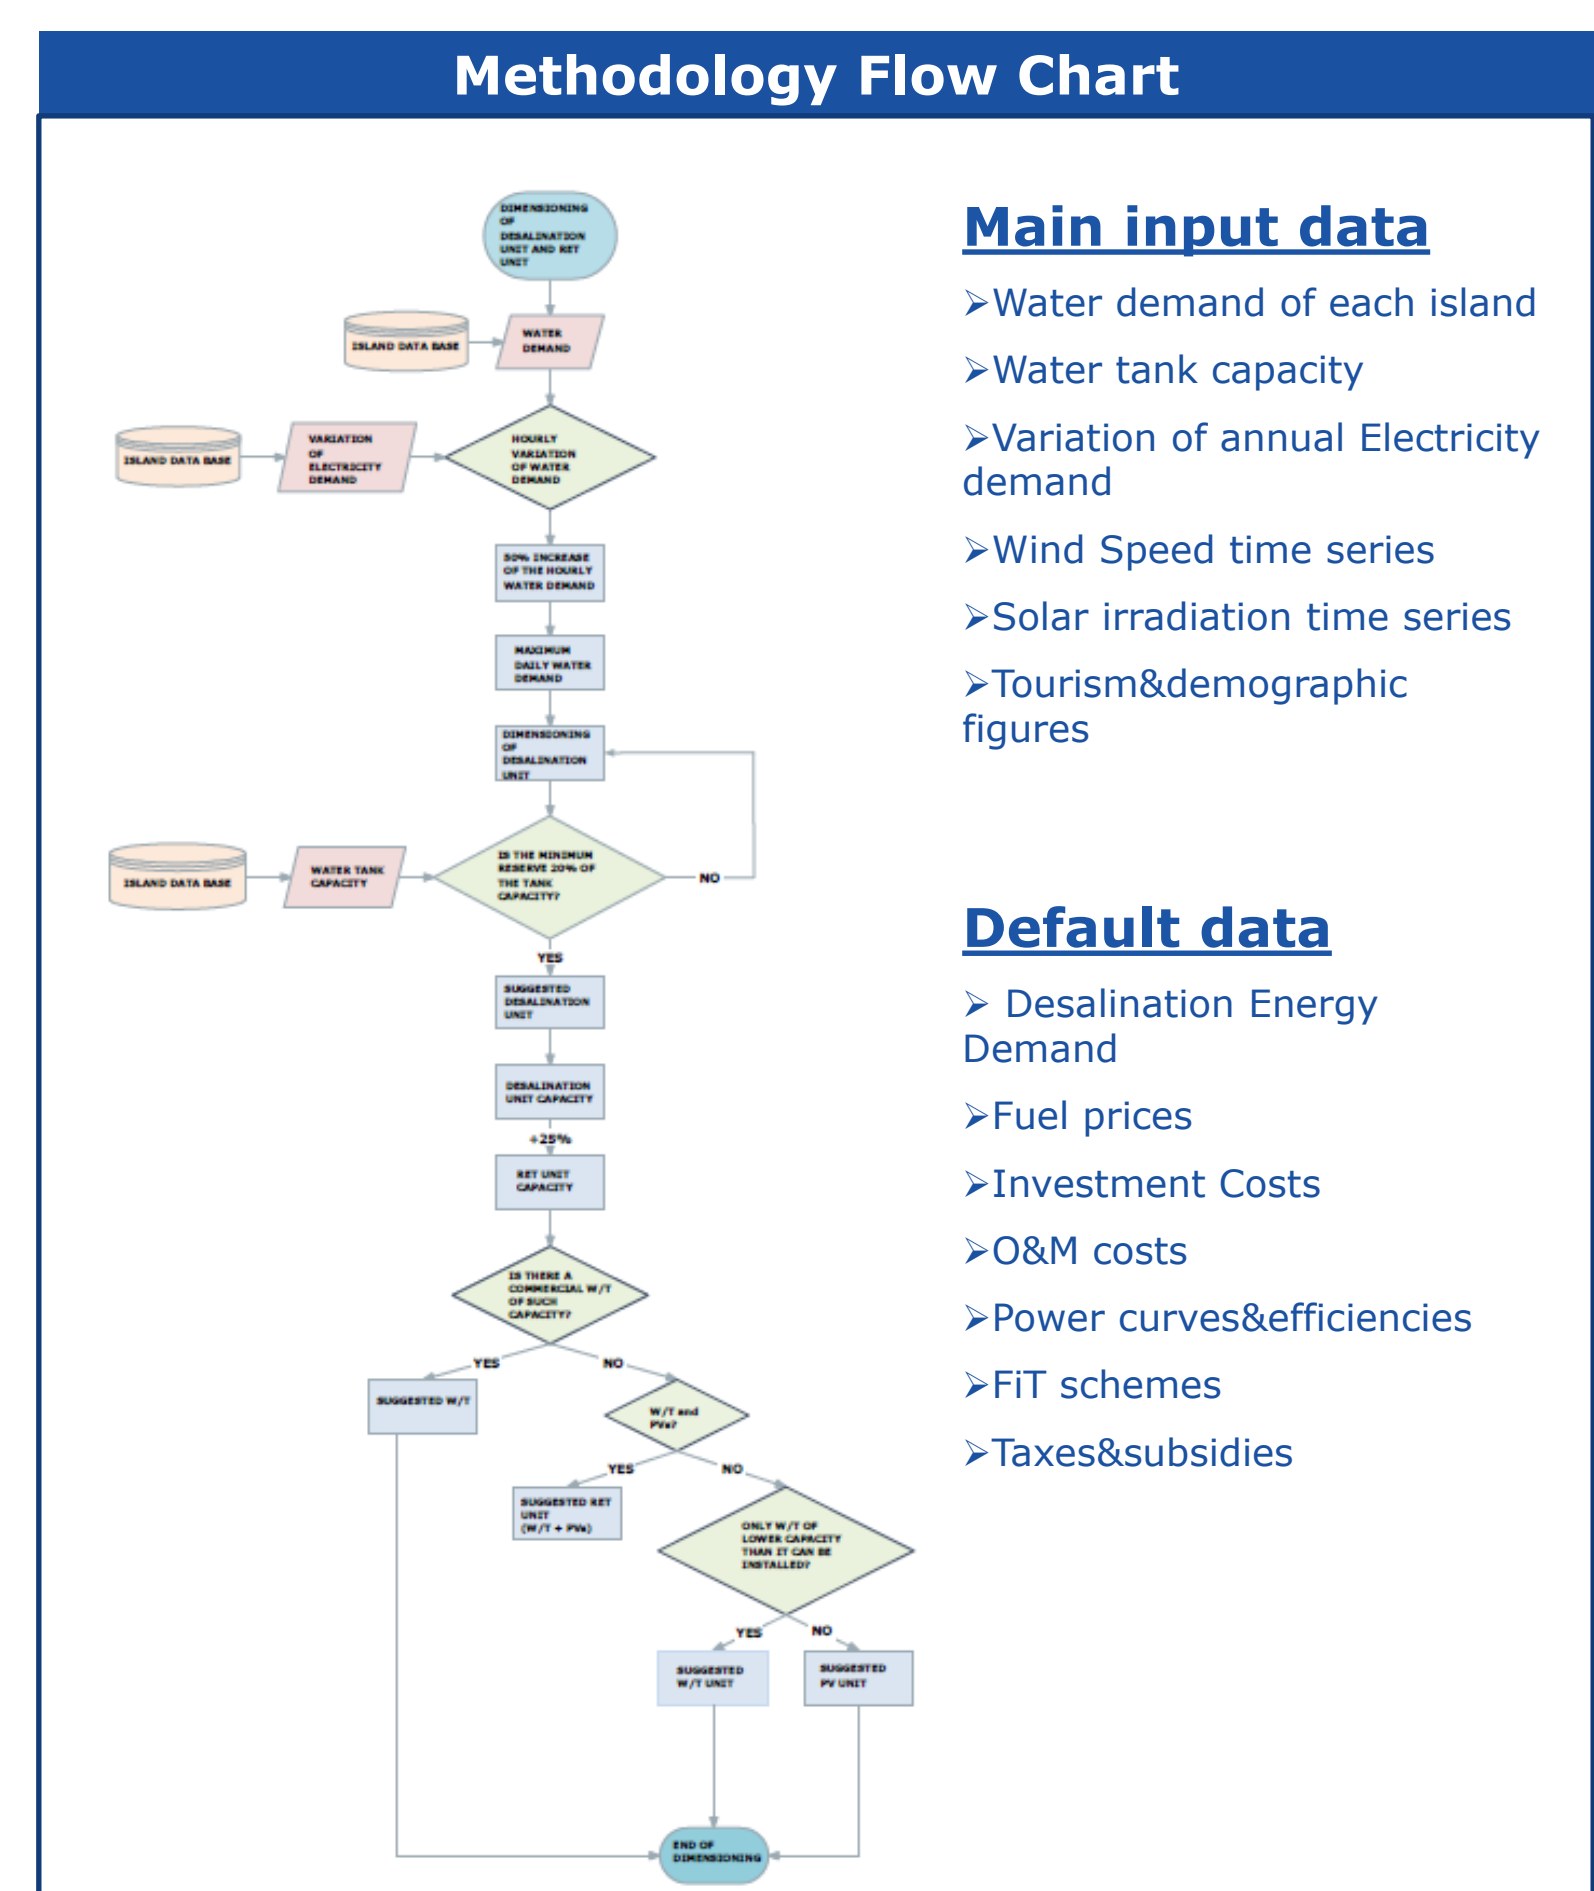 Methodology Flow Chart
DIMENSIONING
OF
DESALINATION
UNIT AND RET
UNIT
ISLAND DATA BASE
WATER
DEMAND
ISLAND DATA BASE
VARIATION
OF
ELECTRICITY
DEMAND
HOURLY
VARIATION
OF WATER
DEMAND
50% INCREASE
OF THE HOURLY
WATER DEMAND
MAXIMUM
DAILY WATER
DEMAND
DIMENSIONING
OF
DESALINATION
UNIT
ISLAND DATA BASE
WATER TANK
CAPACITY
IS THE MINIMUM
RESERVE 20% OF
THE TANK
CAPACITY?
NO
YES
SUGGESTED
DESALINATION
UNIT
DESALINATION
UNIT CAPACITY
+25%
RET UNIT
CAPACITY
IS THERE A
COMMERCIAL W/T
OF SUCH
CAPACITY?
YES
NO
SUGGESTED W/T
W/T and
PVs?
YES
NO
SUGGESTED RET
UNIT
(W/T + PVs)
ONLY W/T OF
LOWER CAPACITY
THAN IT CAN BE
INSTALLED?
YES
NO
SUGGESTED
W/T UNIT
SUGGESTED
PV UNIT
END OF
DIMENSIONING
Main input data
➢Water demand of each island
➢Water tank capacity
➢Variation of annual Electricity
demand
➢Wind Speed time series
➢Solar irradiation time series
➢Tourism&demographic
figures
Default data
➢ Desalination Energy
Demand
➢Fuel prices
➢Investment Costs
➢O&M costs
➢Power curves&efficiencies
➢FiT schemes
➢Taxes&subsidies